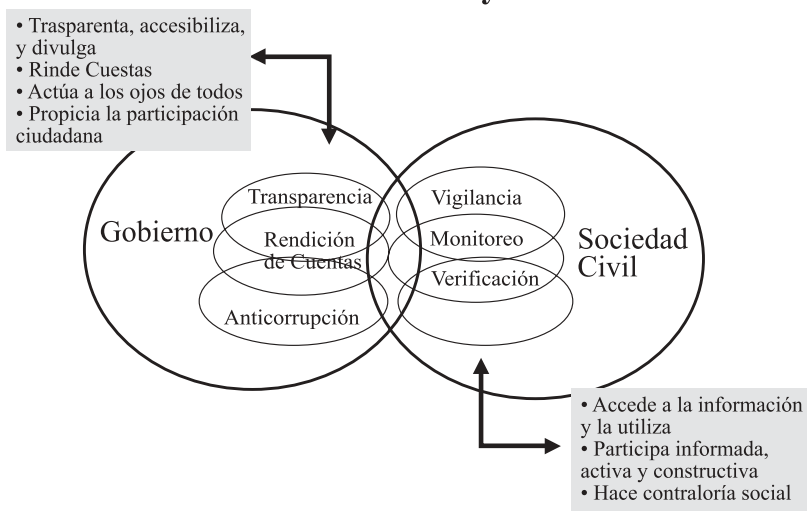 y
• Trasparenta, accesibiliza,
y divulga
• Rinde Cuestas
• Actúa a los ojos de todos
• Propicia la participación
ciudadana
Gobierno
Transparencia
Rendición
de Cuentas
Anticorrupción
Vigilancia
Monitoreo
Verificación
Sociedad
Civil
• Accede a la información
y la utiliza
• Participa informada,
activa y constructiva
• Hace contraloría social